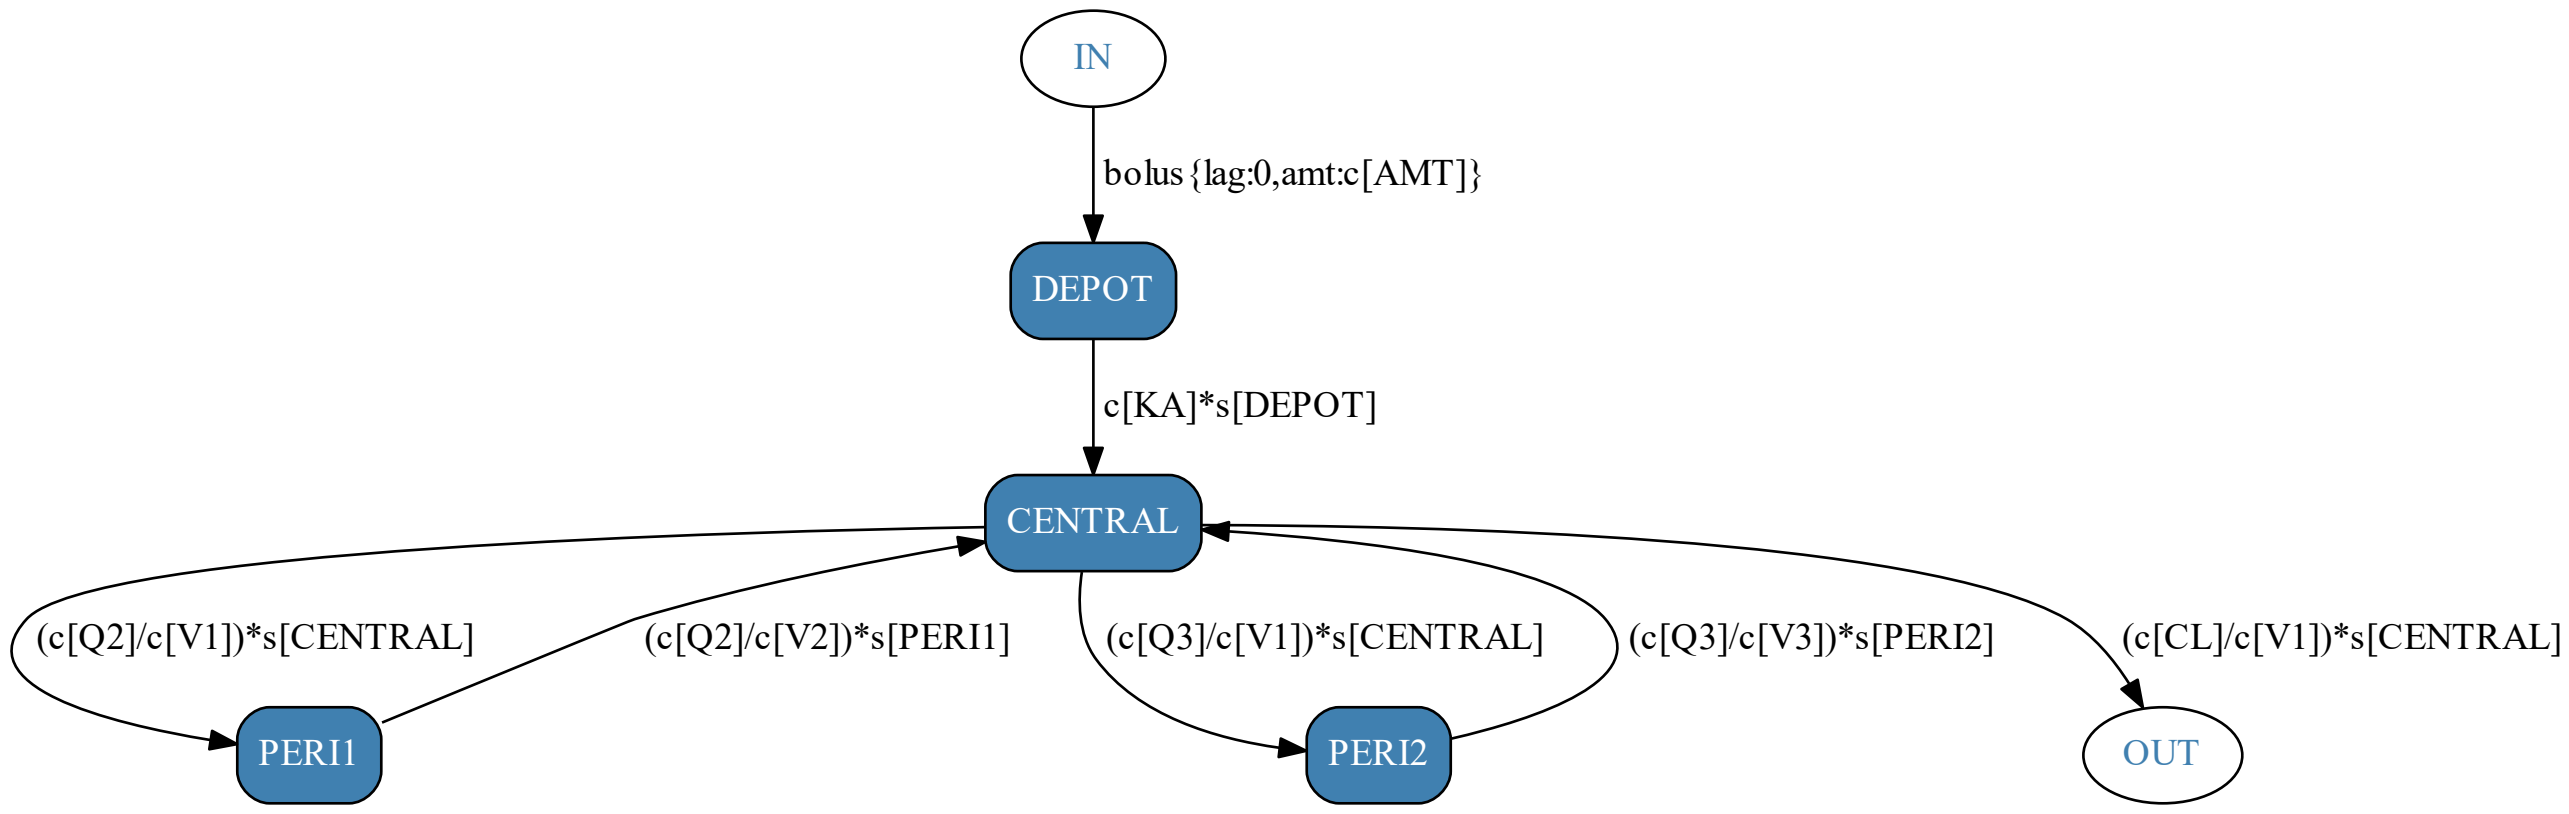 IN
bolus{lag:0,amt:c[AMT]}
DEPOT
c[KA]*s[DEPOT]
CENTRAL
(c[Q2]/c[V1])*s[CENTRAL]
(c[Q2]/c[V2])*s[PERI1]
(c[Q3]/c[V1])*s[CENTRAL]
(c[Q3]/c[V3])*s[PERI2]
(c[CL]/c[V1])*s[CENTRAL]
PERI1
PERI2
OUT